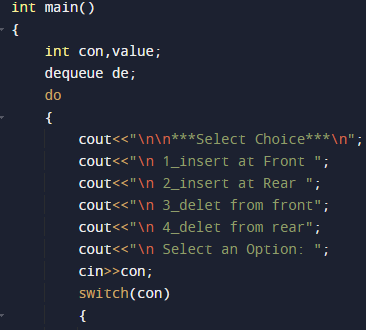 int main()
{
int con,value;
dequeue de;
do
{
cout<<"\n\n***Select Choice***\n";
cout<<"\n 1_insert at Front ";
cout<<"\n 2_insert at Rear ";
cout<<"\n 3_delet from front";
cout<<"\n 4_delet from rear";
cout<<"\n Select an Option: ";
cin>>con;
switch(con)
{